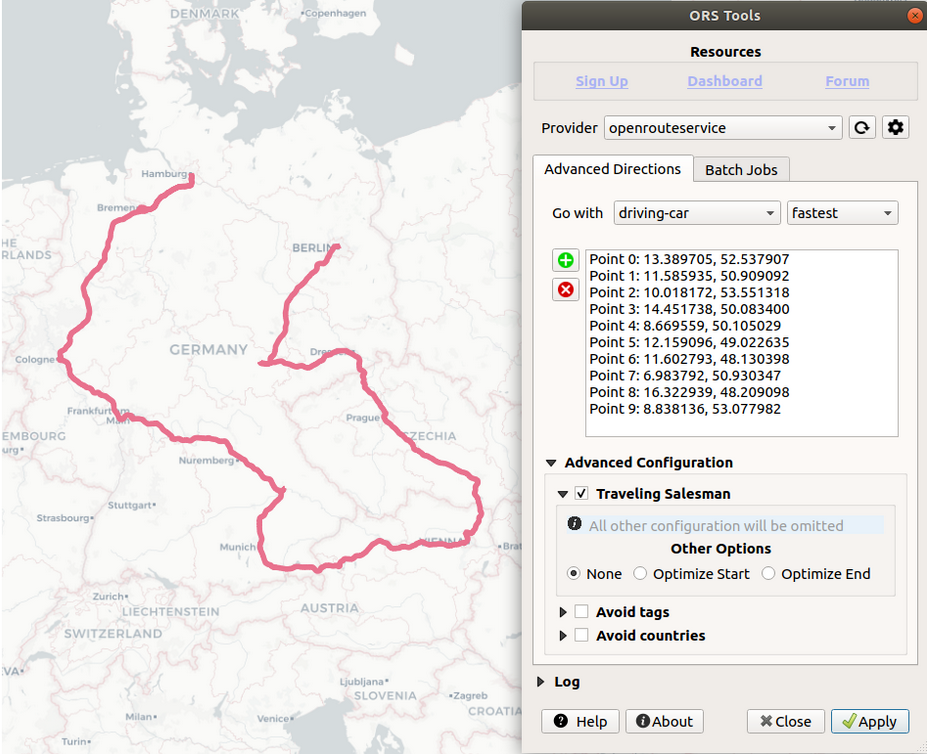 DENMARK
Copenhagen
Hamburg
Bremen
BERLIN
Cologne
GERMANY
Frankfurt
Main
Prague
CZECHIA
EMBOURG
Nuremberg
Stuttgart
Strasbourg
Munich
VIENNA
Zurich
LIECHTENSTEIN
AUSTRIA
SWITZERLAND
Ljubljana
SLOVENIA
Zagreb
CROATIA
Milan
Venice
Turin
ORS Tools
Resources
Sign Up Dashboard Forum
Provider openrouteservice
Advanced Directions Batch Jobs
Go with driving-car fastest
Point 0: 13.389705, 52.537907
Point 1: 11.585935, 50.909092
Point 2: 10.018172, 53.551318
Point 3: 14.451738, 50.083400
Point 4: 8.669559, 50.105029
Point 5: 12.159096, 49.022635
Point 6: 11.602793, 48.130398
Point 7: 6.983792, 50.930347
Point 8: 16.322939, 48.209098
Point 9: 8.838136, 53.077982
Advanced Configuration
Traveling Salesman
All other configuration will be omitted
Other Options
None Optimize Start Optimize End
Avoid tags
Avoid countries
Log
Help About Close Apply